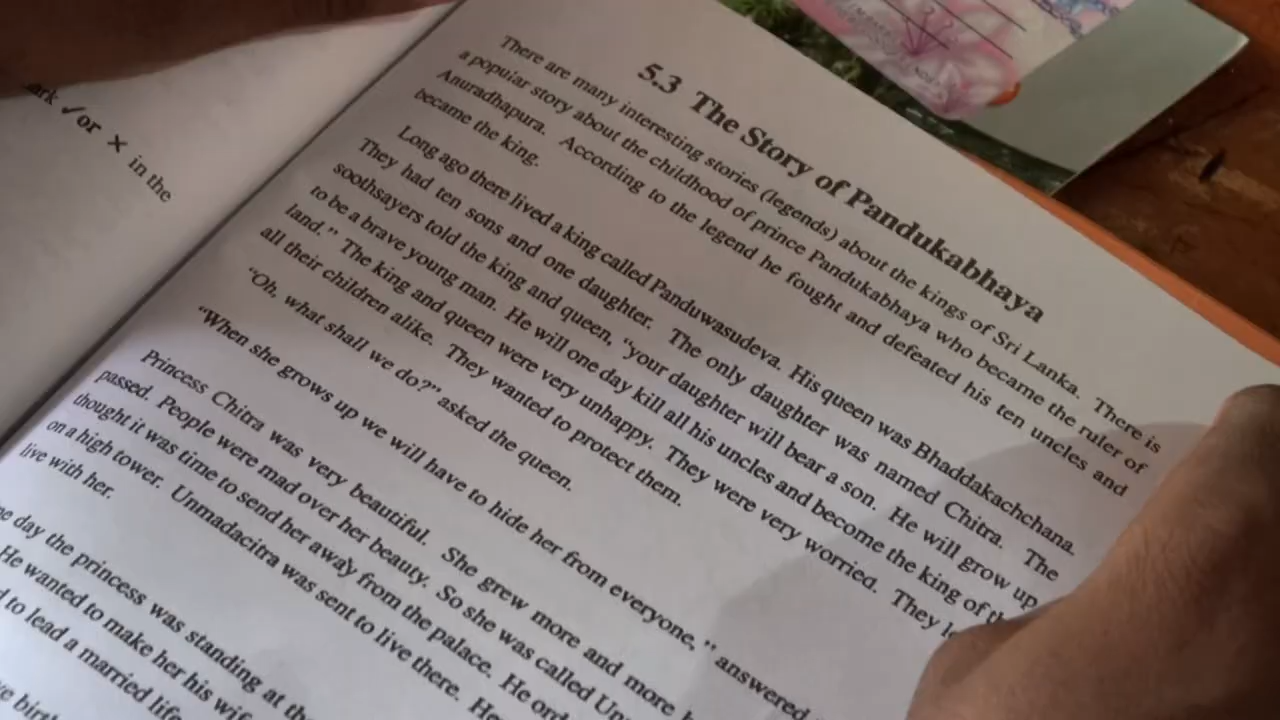 ark ✓or × in the
5.3 The Story of Pandukabhaya
There are many interesting stories (legends) about the kings of Sri Lanka. There is
a popular story about the childhood of prince Pandukabhaya who became the ruler of
Anuradhapura. According to the legend he fought and defeated his ten uncles and
became the king.
Long ago there lived a king called Panduwasudeva. His queen was Bhaddakachchana.
They had ten sons and one daughter. The only daughter was named Chitra. The
soothsayers told the king and queen, "your daughter will bear a son. He will grow up
to be a brave young man. He will one day kill all his uncles and become the king of th
land." The king and queen were very unhappy. They were very worried. They lo
all their children alike. They wanted to protect them.
"Oh, what shall we do?" asked the queen.
"When she grows up we will have to hide her from everyone," answered
Princess Chitra was very beautiful. She grew more and more
passed. People were mad over her beauty. So she was called Un
thought it was time to send her away from the palace. He ord
on a high tower. Unmadacitra was sent to live there. He
live with her.
e day the princess was standing at th
He wanted to make her his wif
to lead a married life
birth